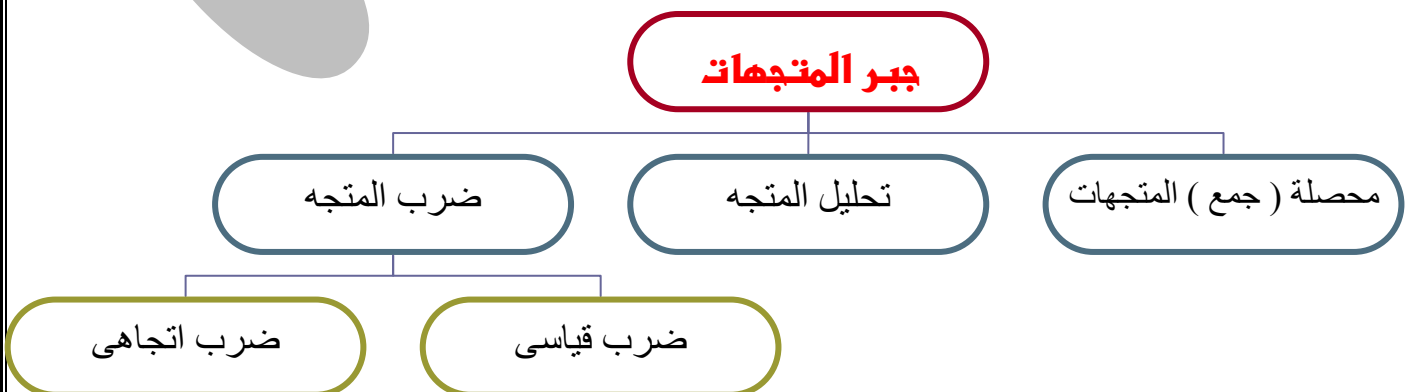 جبر المتجهات
محصلة ( جمع ) المتجهات
تحليل المتجه
ضرب المتجه
ضرب قياسى
ضرب اتجاهى